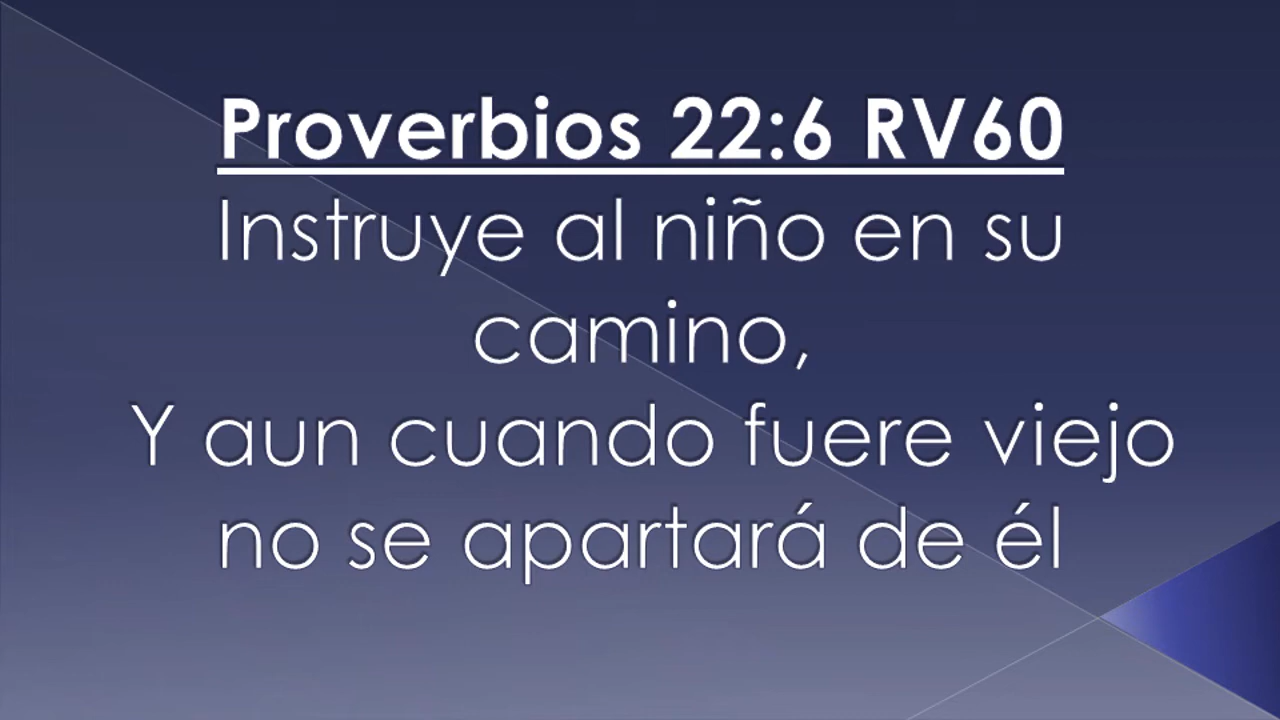 Proverbios 22:6 RV60
Instruye al niño en su
camino,
Y aun cuando fuere viejo
no se apartará de él